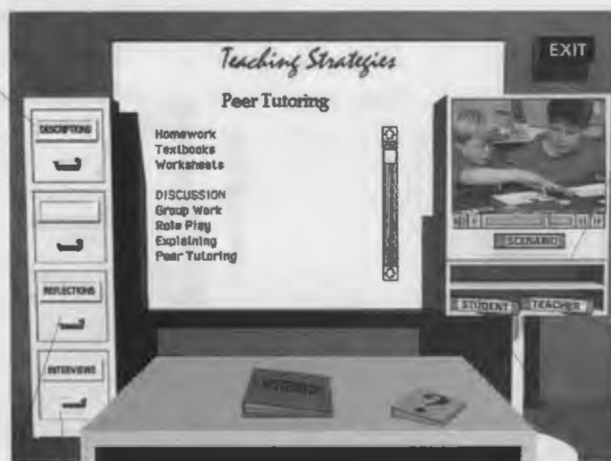 Teaching Strategies
EXIT
Peer Tutoring
DESCRIPTIONS
Homework
Textbooks
Worksheets
DISCUSSION
Group Work
Role Play
Explaining
Peer Tutoring
SCENARIO
REFLECTIONS
STUDENT
TEACHER
INTERVIEWS
?